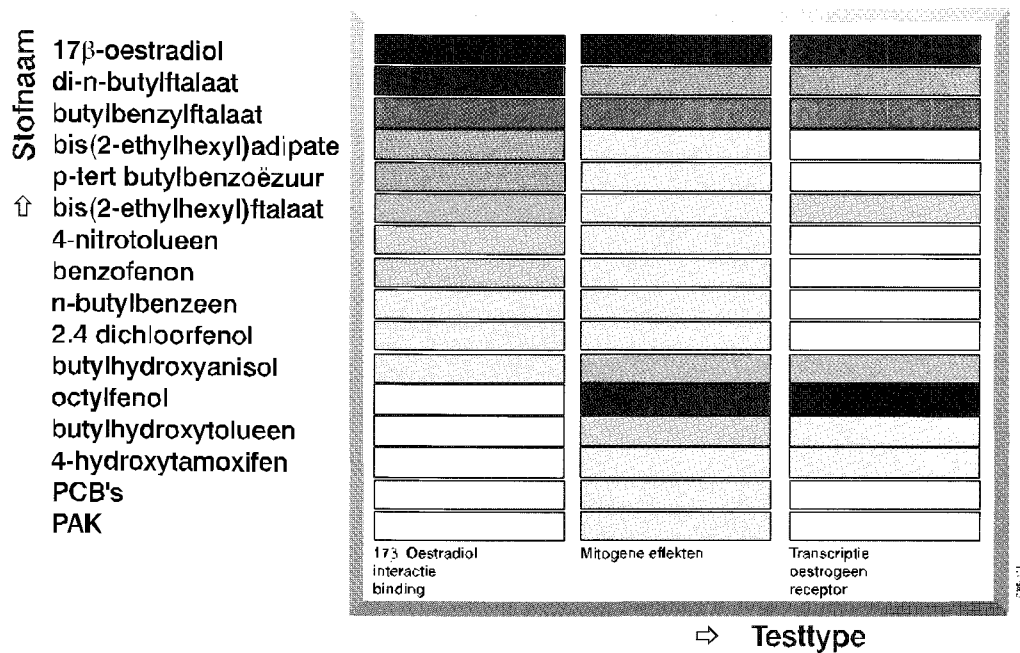 Stofnaam
17β-oestradiol
di-n-butylftalaat
butylbenzylftalaat
bis(2-ethylhexyl)adipate
p-tert butylbenzoëzuur
⇧ bis(2-ethylhexyl)ftalaat
4-nitrotolueen
benzofenon
n-butylbenzeen
2.4 dichloorfenol
butylhydroxyanisol
octylfenol
butylhydroxytolueen
4-hydroxytamoxifen
PCB's
PAK
17β Oestradiol
interactie
binding
Mitogene effekten
Transcriptie
oestrogeen
receptor
⇨ Testtype